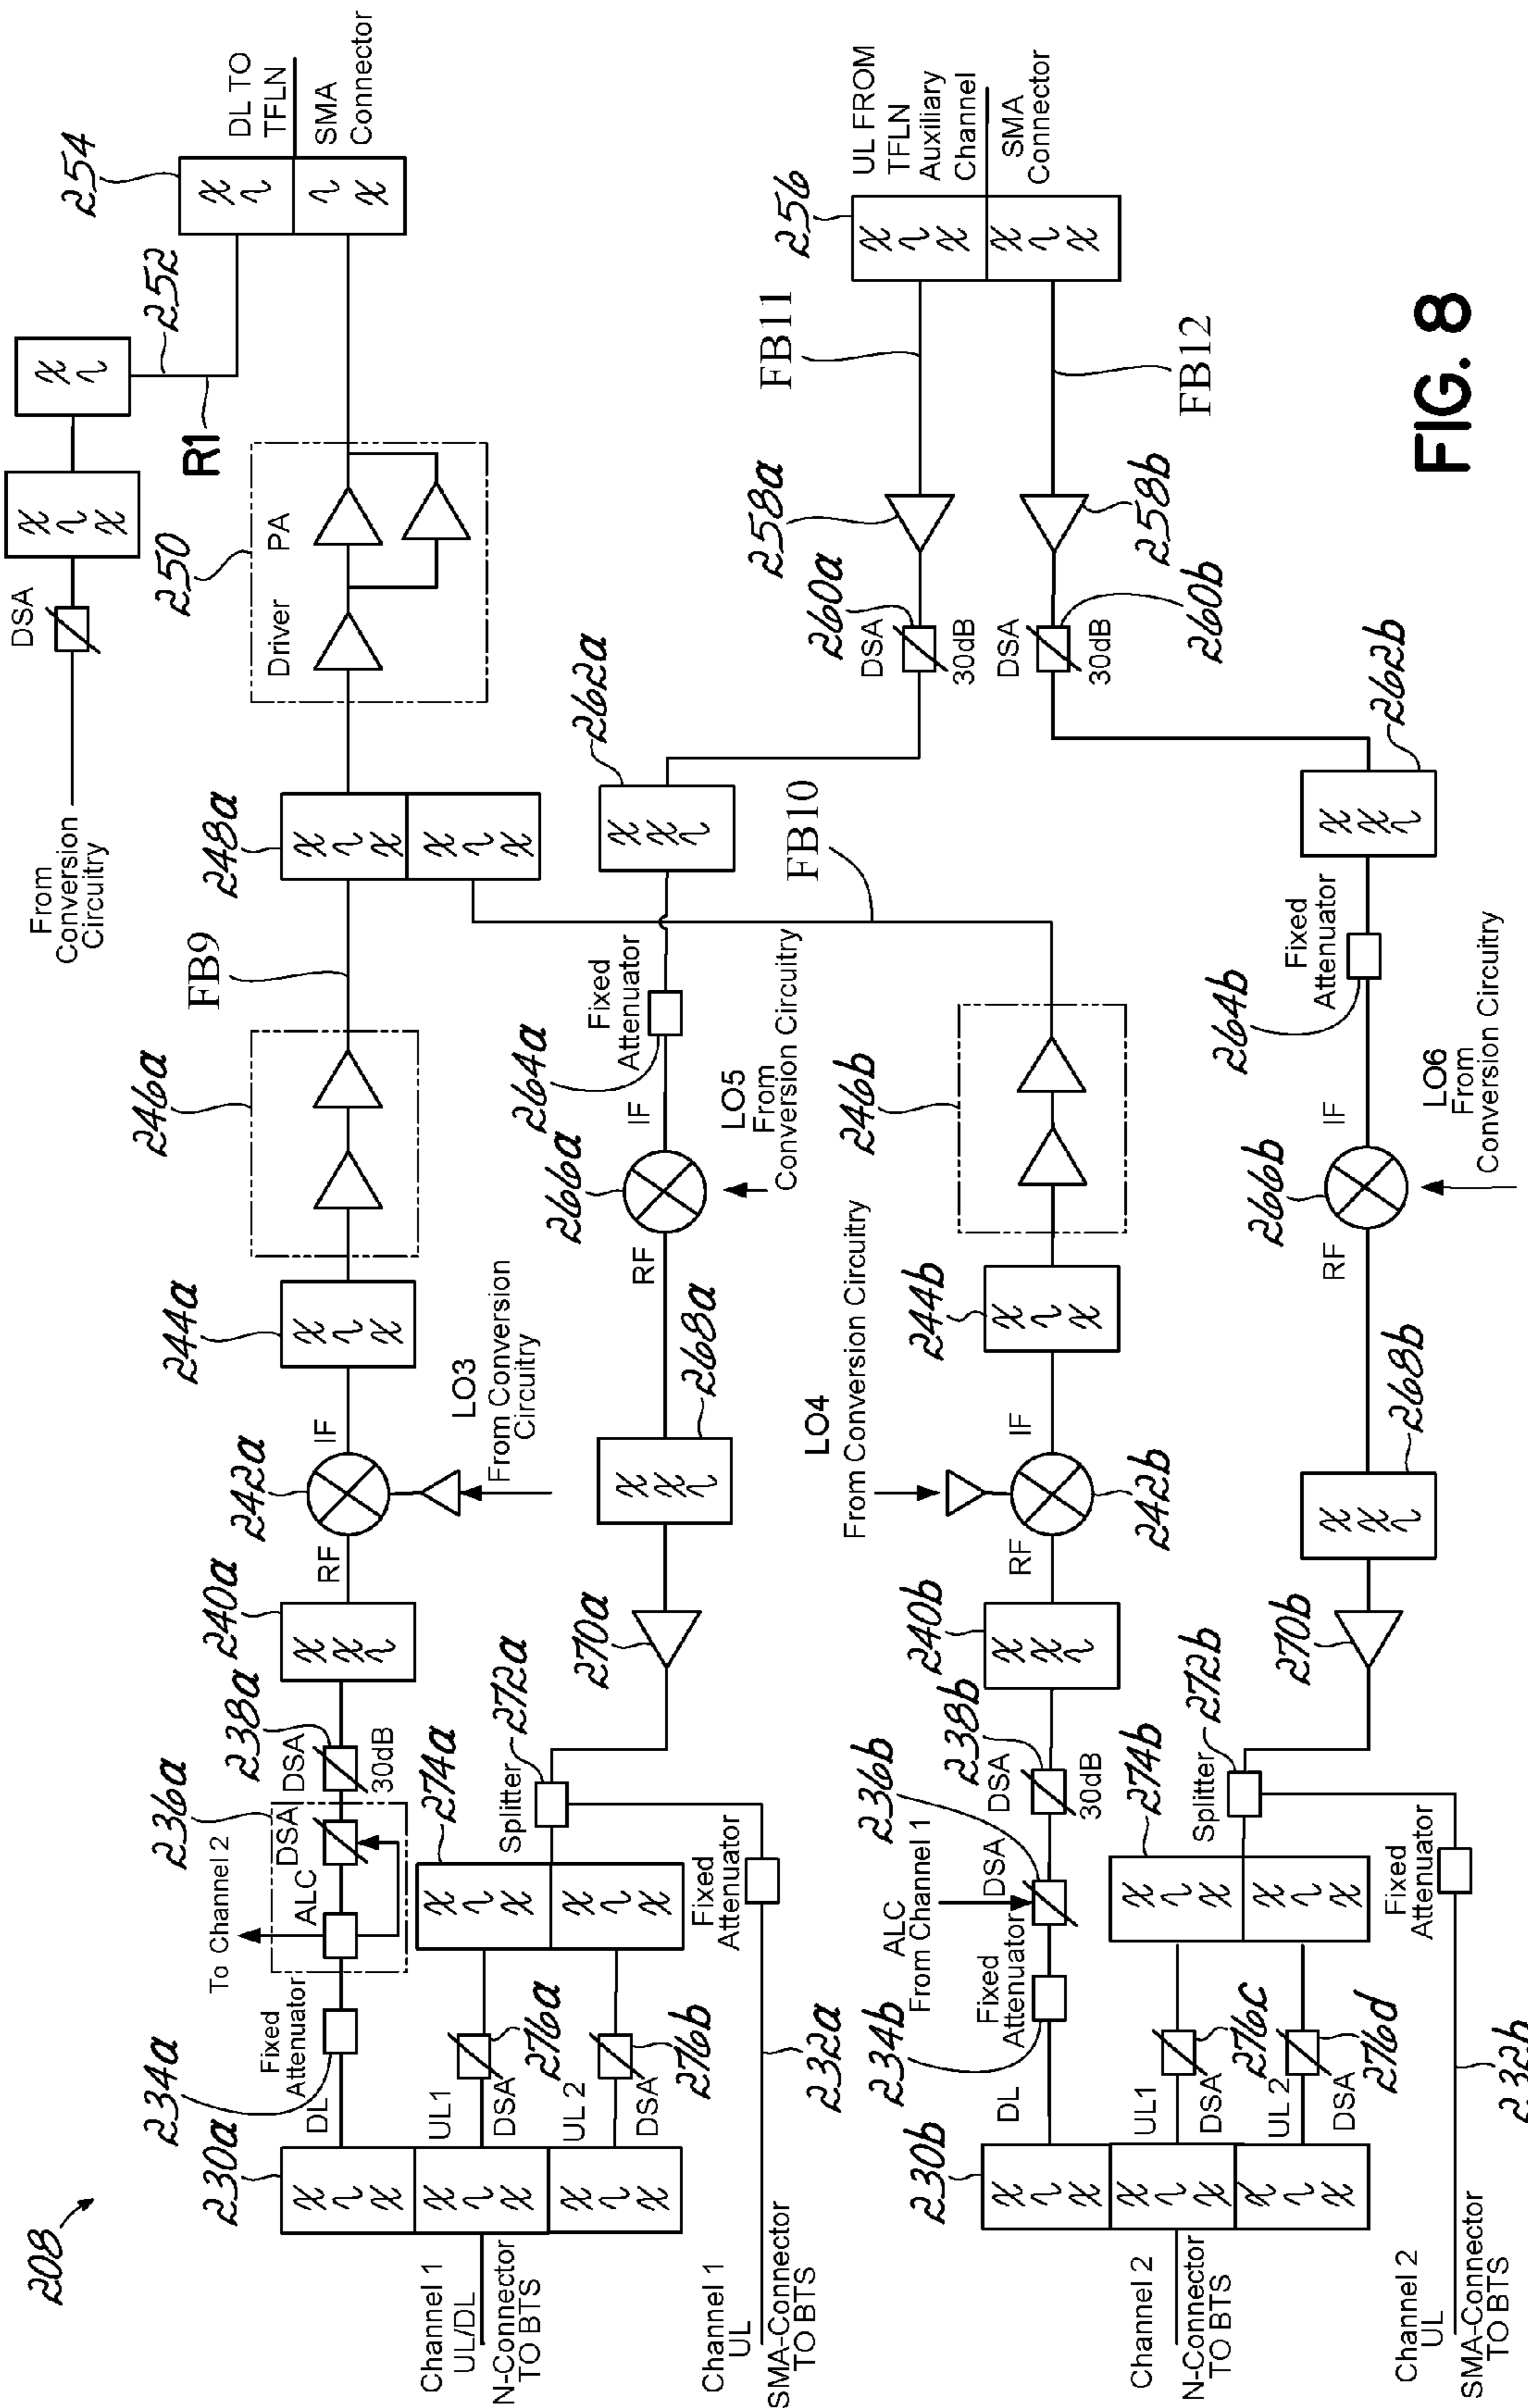 208
Channel 1
UL/DL
N-Connector
TO BTS
230a
DL
234a
Fixed
Attenuator
To Channel 2
ALC
DSA
236a
DSA
30dB
238a
240a
RF
242a
IF
LO3
From Conversion
Circuitry
244a
246a
FB9
248a
Driver
PA
250
From
Conversion
Circuitry
DSA
R1
252
254
DL TO
TFLN
SMA
Connector
UL1
DSA
276a
UL 2
DSA
276b
274a
Splitter
272a
270a
268a
RF
266a
IF
LO5
From
Conversion Circuitry
264a
Fixed
Attenuator
262a
Fixed
Attenuator
232a
Channel 1
UL
SMA-Connector
TO BTS
FB10
DSA
30dB
260a
258a
FB11
256
UL FROM
TFLN
Auxiliary
Channel
SMA
Connector
FB12
258b
DSA
30dB
260b
Channel 2
N-Connector
TO BTS
230b
DL
234b
Fixed
Attenuator
ALC
From Channel 1
DSA
236b
DSA
30dB
238b
240b
RF
242b
IF
LO4
From Conversion Circuitry
244b
246b
UL1
DSA
276c
UL 2
DSA
276d
274b
Splitter
272b
270b
268b
RF
266b
IF
LO6
From
Conversion Circuitry
264b
Fixed
Attenuator
262b
Fixed
Attenuator
232b
Channel 2
UL
SMA-Connector
TO BTS
FIG. 8